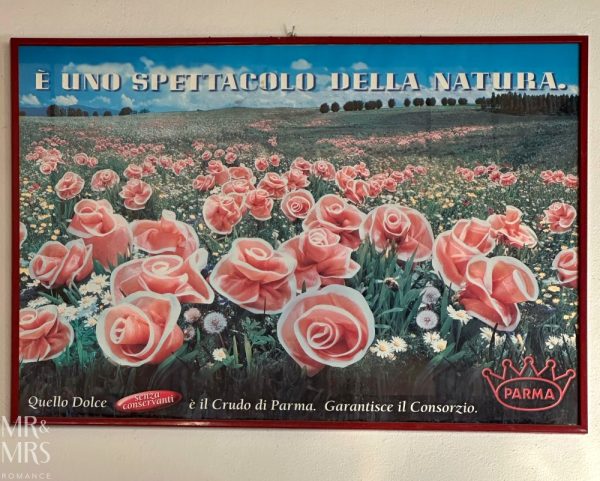 È UNO SPETTACOLO DELLA NATURA.
Quello Dolce senza conservanti è il Crudo di Parma. Garantisce il Consorzio.
PARMA
MR & MRS
ROMANCE